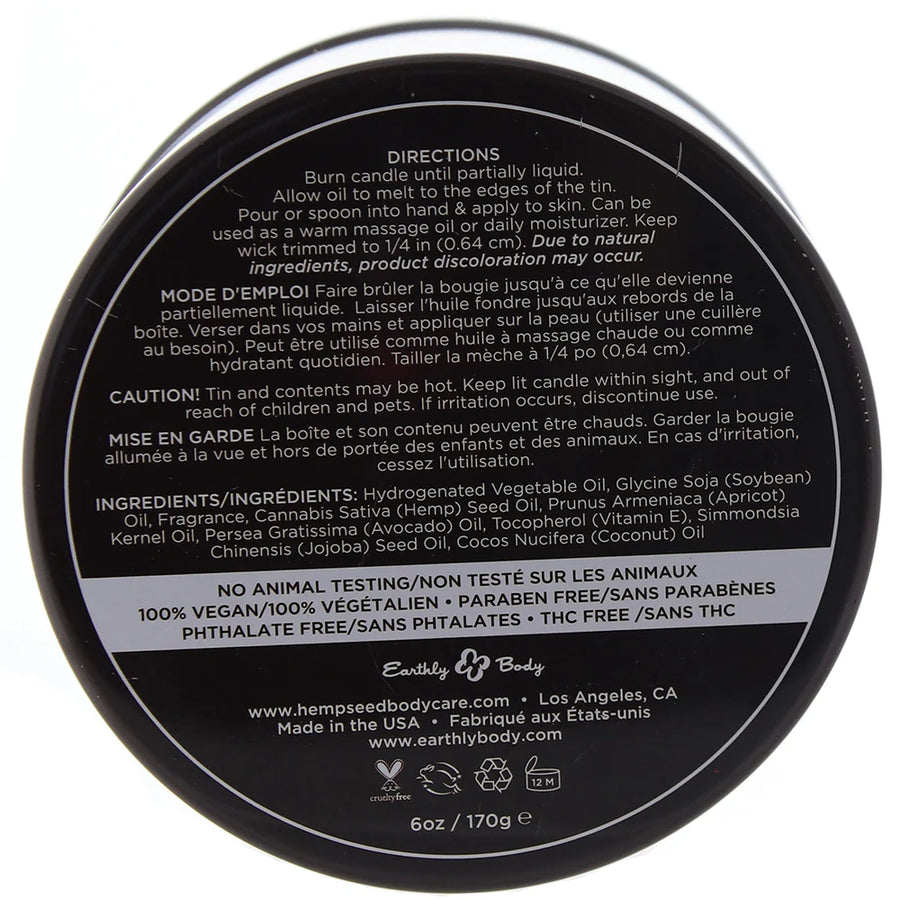 DIRECTIONS
Burn candle until partially liquid.
Allow oil to melt to the edges of the tin.
Pour or spoon into hand & apply to skin. Can be
used as a warm massage oil or daily moisturizer. Keep
wick trimmed to 1/4 in (0.64 cm). Due to natural
ingredients, product discoloration may occur.
MODE D'EMPLOI Faire brûler la bougie jusqu'à ce qu'elle devienne
partiellement liquide. Laisser l'huile fondre jusqu'aux rebords de la
boîte. Verser dans vos mains et appliquer sur la peau (utiliser une cuillère
au besoin). Peut être utilisé comme huile à massage chaude ou comme
hydratant quotidien. Tailler la mèche à 1/4 po (0,64 cm).
CAUTION! Tin and contents may be hot. Keep lit candle within sight, and out of
reach of children and pets. If irritation occurs, discontinue use.
MISE EN GARDE La boîte et son contenu peuvent être chauds. Garder la bougie
allumée à la vue et hors de portée des enfants et des animaux. En cas d'irritation,
cessez l'utilisation.
INGREDIENTS/INGRÉDIENTS: Hydrogenated Vegetable Oil, Glycine Soja (Soybean)
Oil, Fragrance, Cannabis Sativa (Hemp) Seed Oil, Prunus Armeniaca (Apricot)
Kernel Oil, Persea Gratissima (Avocado) Oil, Tocopherol (Vitamin E), Simmondsia
Chinensis (Jojoba) Seed Oil, Cocos Nucifera (Coconut) Oil
NO ANIMAL TESTING/NON TESTÉ SUR LES ANIMAUX
100% VEGAN/100% VÉGÉTALIEN • PARABEN FREE/SANS PARABÈNES
PHTHALATE FREE/SANS PHTALATES • THC FREE /SANS THC
Earthly Body
www.hempseedbodycare.com • Los Angeles, CA
Made in the USA • Fabriqué aux États-unis
www.earthlybody.com
crueltyfree
12 M
6oz / 170g ℮